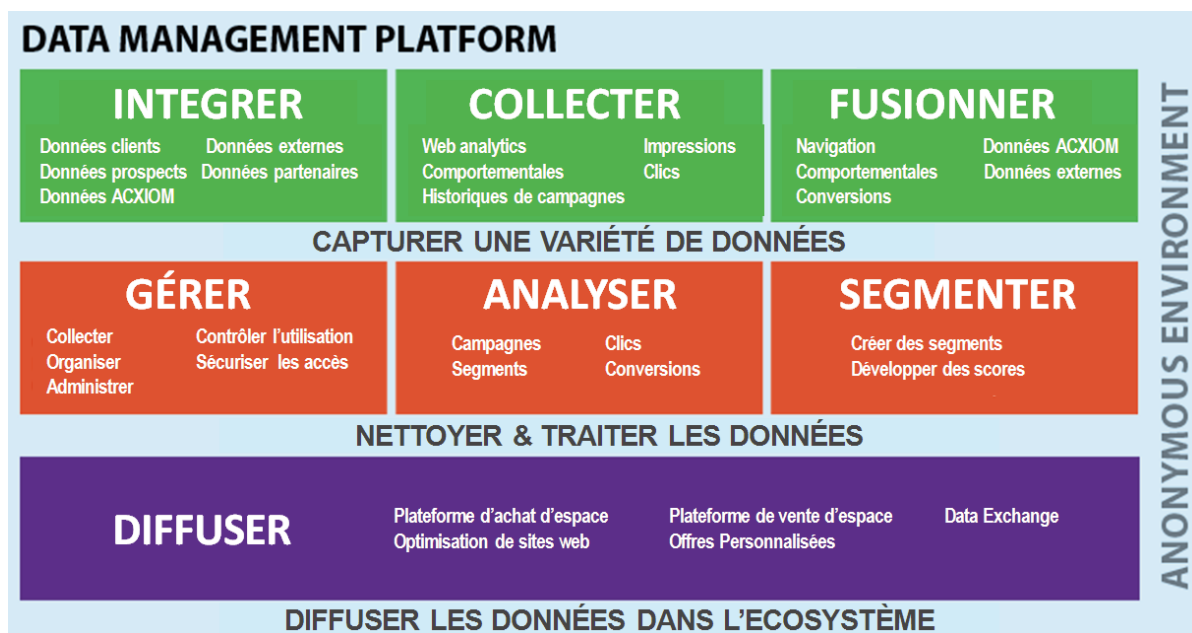 DATA MANAGEMENT PLATFORM
INTEGRER
Données clients Données externes
Données prospects Données partenaires
Données ACXIOM
COLLECTER
Web analytics Impressions
Comportementales Clics
Historiques de campagnes
FUSIONNER
Navigation Données ACXIOM
Comportementales Données externes
Conversions
CAPTURER UNE VARIÉTÉ DE DONNÉES
GÉRER
Collecter Contrôler l'utilisation
Organiser Sécuriser les accès
Administrer
ANALYSER
Campagnes Clics
Segments Conversions
SEGMENTER
Créer des segments
Développer des scores
NETTOYER & TRAITER LES DONNÉES
DIFFUSER
Plateforme d'achat d'espace Plateforme de vente d'espace Data Exchange
Optimisation de sites web Offres Personnalisées
DIFFUSER LES DONNÉES DANS L'ECOSYSTÈME
ANONYMOUS ENVIRONMENT